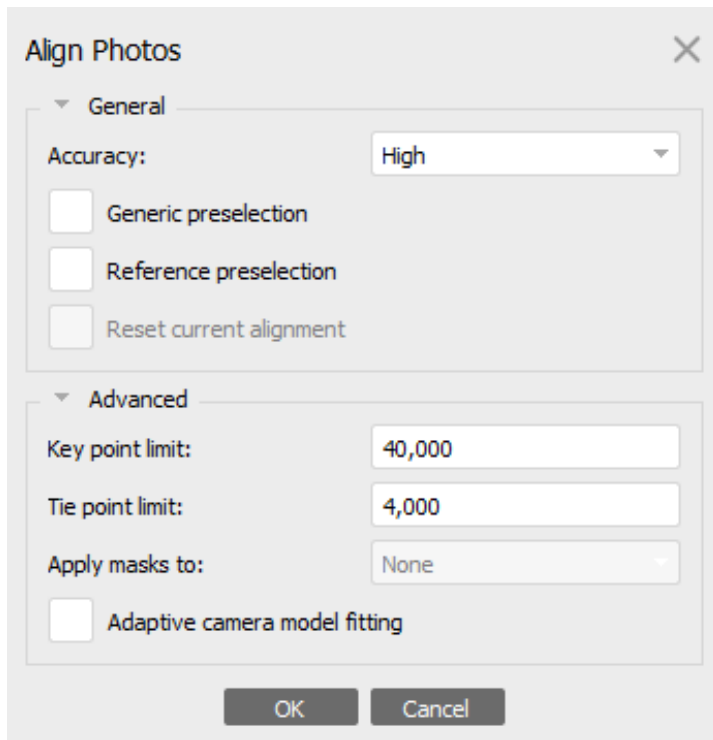 Align Photos
General
Accuracy: High
Generic preselection
Reference preselection
Reset current alignment
Advanced
Key point limit: 40,000
Tie point limit: 4,000
Apply masks to: None
Adaptive camera model fitting
OK Cancel